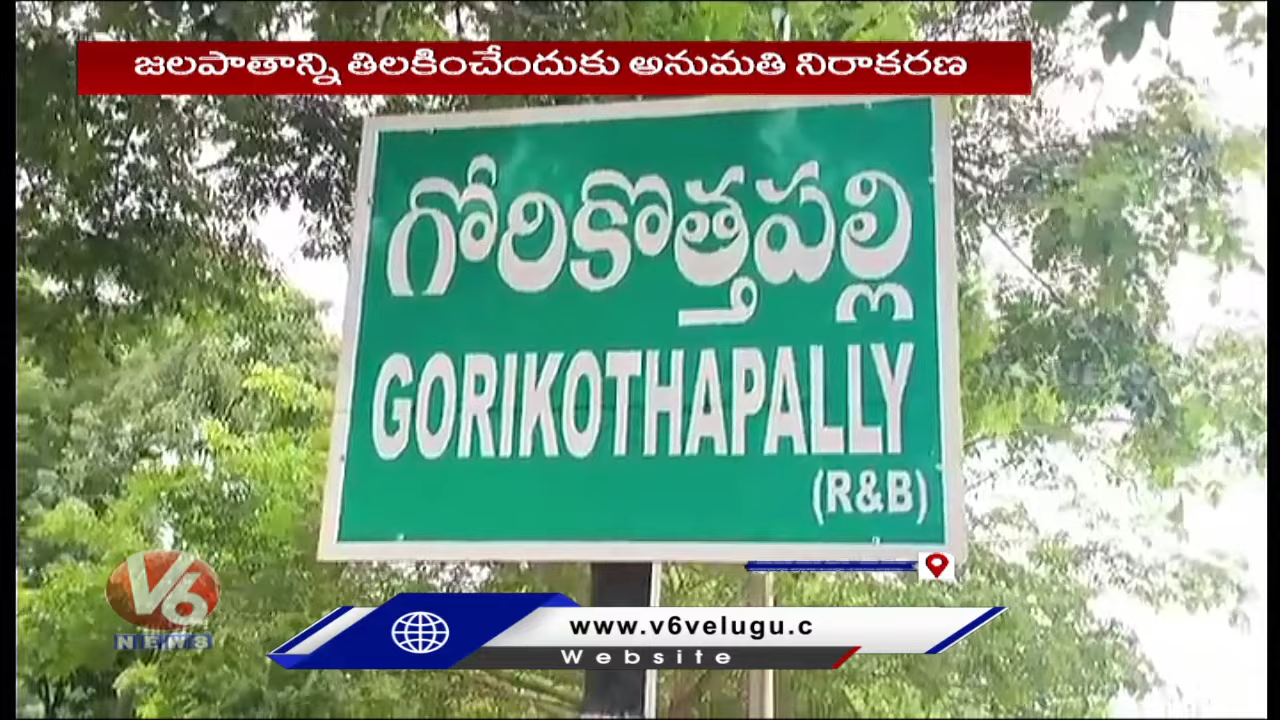 జలపాతాన్ని తిలకించేందుకు అనుమతి నిరాకరణ
గోరికొత్తపల్లి
GORIKOTHAPALLY
(R&B)
V6
NEWS
www.v6velugu.c
Website